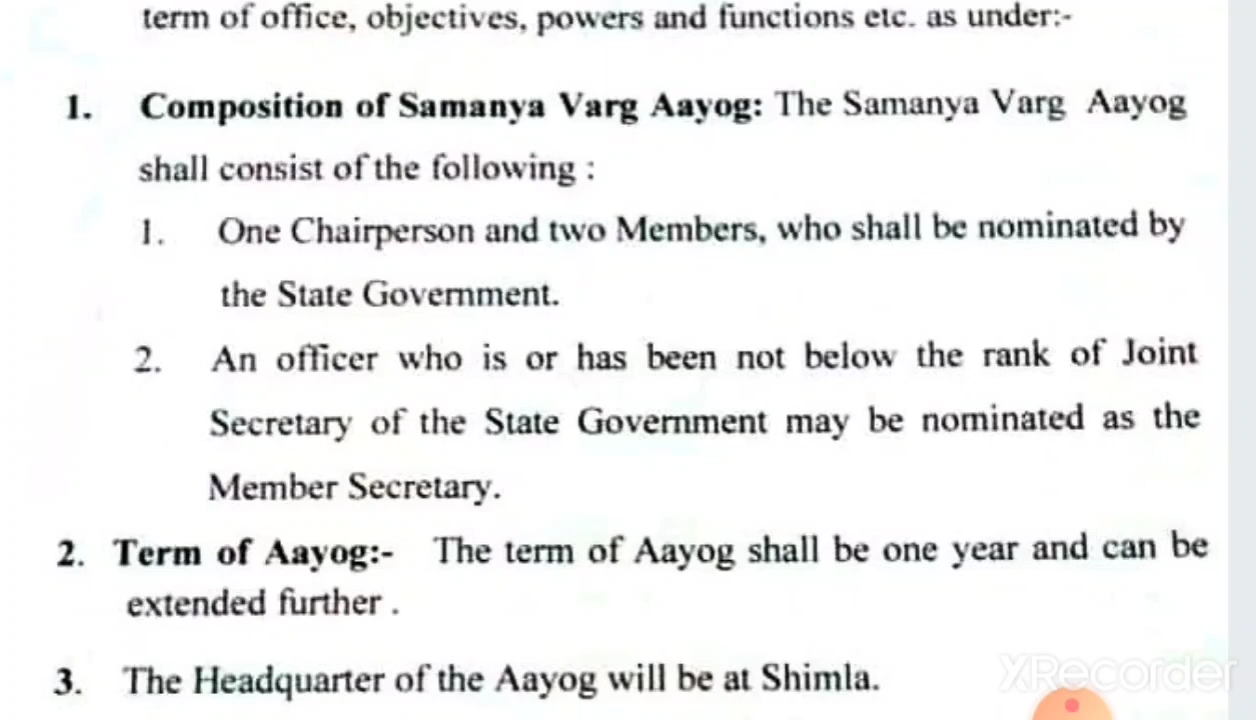 term of office, objectives, powers and functions etc. as under:-
1. Composition of Samanya Varg Aayog: The Samanya Varg Aayog
shall consist of the following :
1. One Chairperson and two Members, who shall be nominated by
the State Government.
2. An officer who is or has been not below the rank of Joint
Secretary of the State Government may be nominated as the
Member Secretary.
2. Term of Aayog:- The term of Aayog shall be one year and can be
extended further .
3. The Headquarter of the Aayog will be at Shimla.
XRecorder